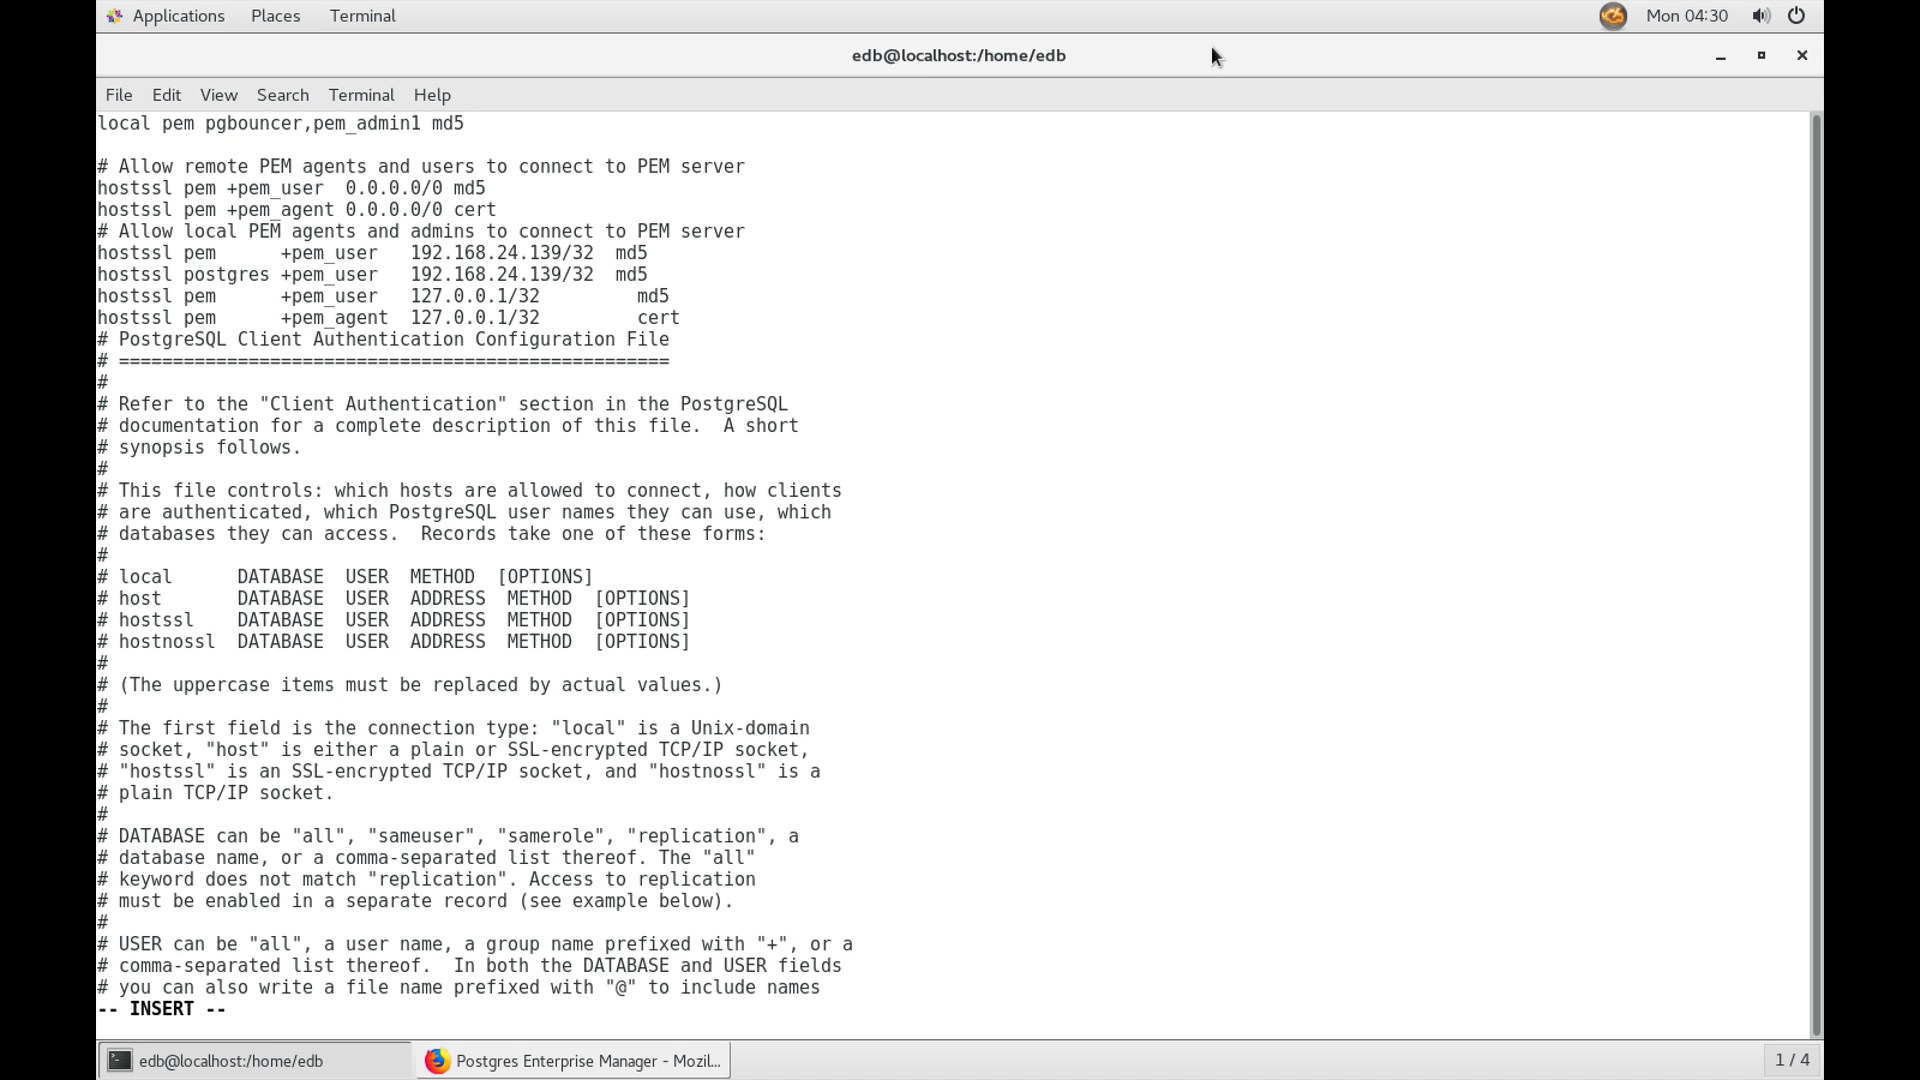 Applications Places Terminal Mon 04:30
edb@localhost:/home/edb
File Edit View Search Terminal Help
local pem pgbouncer,pem_admin1 md5

# Allow remote PEM agents and users to connect to PEM server
hostssl pem +pem_user  0.0.0.0/0 md5
hostssl pem +pem_agent 0.0.0.0/0 cert
# Allow local PEM agents and admins to connect to PEM server
hostssl pem      +pem_user   192.168.24.139/32  md5
hostssl postgres +pem_user   192.168.24.139/32  md5
hostssl pem      +pem_user   127.0.0.1/32         md5
hostssl pem      +pem_agent  127.0.0.1/32         cert
# PostgreSQL Client Authentication Configuration File
# ===================================================
#
# Refer to the "Client Authentication" section in the PostgreSQL
# documentation for a complete description of this file.  A short
# synopsis follows.
#
# This file controls: which hosts are allowed to connect, how clients
# are authenticated, which PostgreSQL user names they can use, which
# databases they can access.  Records take one of these forms:
#
# local      DATABASE  USER  METHOD  [OPTIONS]
# host       DATABASE  USER  ADDRESS  METHOD  [OPTIONS]
# hostssl    DATABASE  USER  ADDRESS  METHOD  [OPTIONS]
# hostnossl  DATABASE  USER  ADDRESS  METHOD  [OPTIONS]
#
# (The uppercase items must be replaced by actual values.)
#
# The first field is the connection type: "local" is a Unix-domain
# socket, "host" is either a plain or SSL-encrypted TCP/IP socket,
# "hostssl" is an SSL-encrypted TCP/IP socket, and "hostnossl" is a
# plain TCP/IP socket.
#
# DATABASE can be "all", "sameuser", "samerole", "replication", a
# database name, or a comma-separated list thereof. The "all"
# keyword does not match "replication". Access to replication
# must be enabled in a separate record (see example below).
#
# USER can be "all", a user name, a group name prefixed with "+", or a
# comma-separated list thereof.  In both the DATABASE and USER fields
# you can also write a file name prefixed with "@" to include names
-- INSERT --
edb@localhost:/home/edb Postgres Enterprise Manager - Mozil... 1 / 4